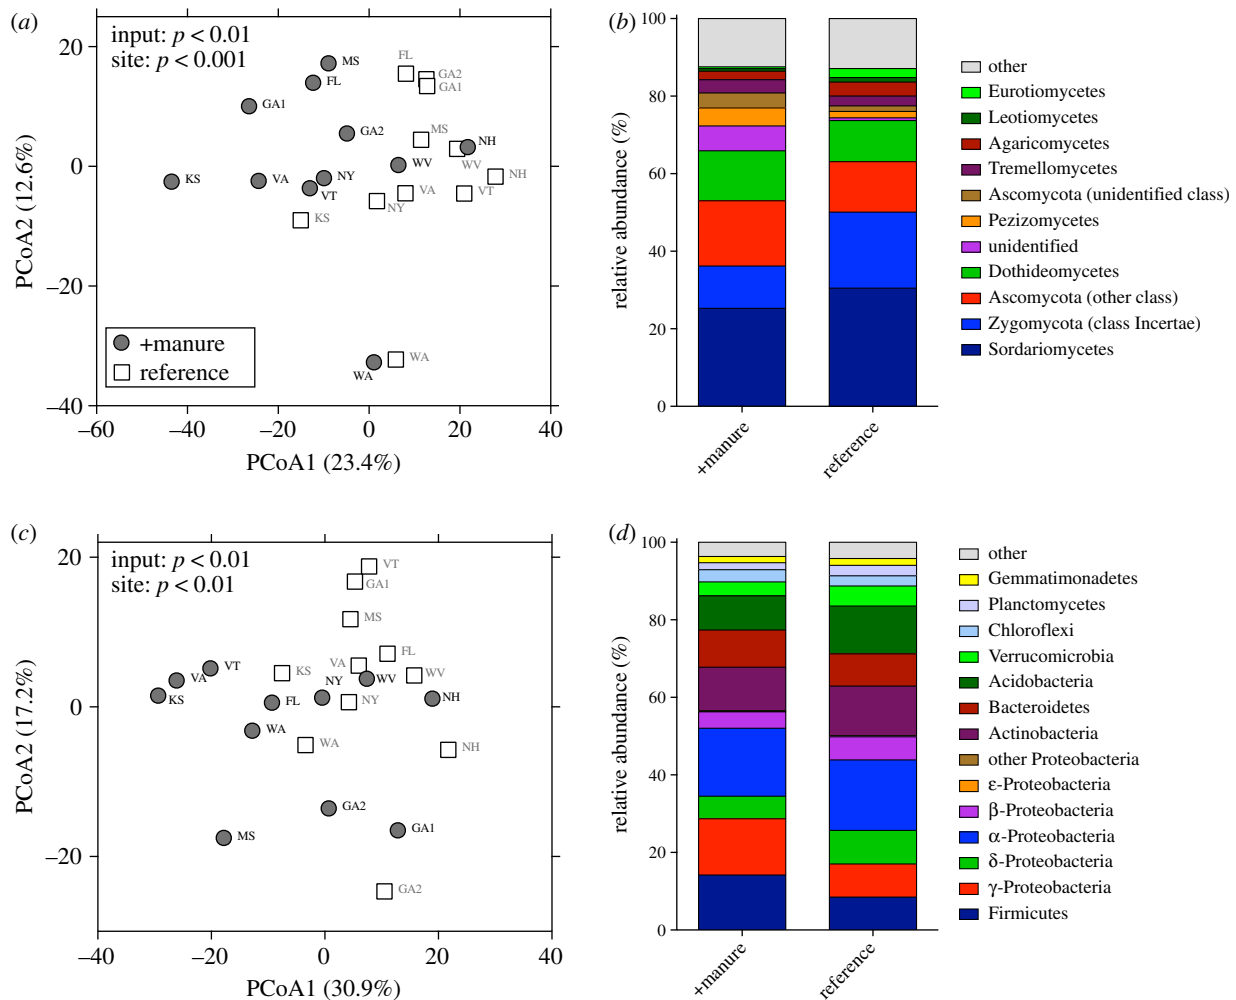 (a)
input: p < 0.01
site: p < 0.001
20
0
−20
−40
−60
−40
−20
0
20
40
PCoA2 (12.6%)
PCoA1 (23.4%)
MS
FL
GA1
GA2
KS
VA
NY
VT
WV
NH
WA
FL
GA2
GA1
MS
WV
NH
VT
VA
NY
KS
WA
+manure
reference
(b)
100
80
60
40
20
0
relative abundance (%)
+manure
reference
other
Eurotiomycetes
Leotiomycetes
Agaricomycetes
Tremellomycetes
Ascomycota (unidentified class)
Pezizomycetes
unidentified
Dothideomycetes
Ascomycota (other class)
Zygomycota (class Incertae)
Sordariomycetes
(c)
input: p < 0.01
site: p < 0.01
20
0
−20
−40
−20
0
20
40
PCoA2 (17.2%)
PCoA1 (30.9%)
VT
GA1
MS
FL
VA
KS
WV
NY
WA
NH
GA2
VT
VA
KS
FL
NY
WV
NH
WA
GA2
GA1
MS
(d)
100
80
60
40
20
0
relative abundance (%)
+manure
reference
other
Gemmatimonadetes
Planctomycetes
Chloroflexi
Verrucomicrobia
Acidobacteria
Bacteroidetes
Actinobacteria
other Proteobacteria
ε-Proteobacteria
β-Proteobacteria
α-Proteobacteria
δ-Proteobacteria
γ-Proteobacteria
Firmicutes